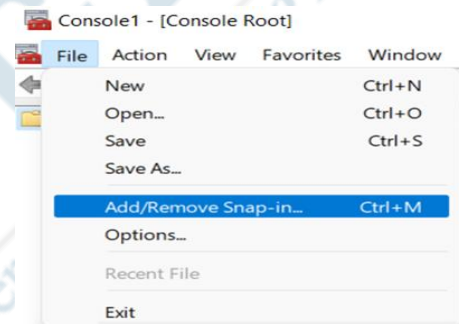 Console1 - [Console Root]
File Action View Favorites Window
New Ctrl+N
Open... Ctrl+O
Save Ctrl+S
Save As...
Add/Remove Snap-in... Ctrl+M
Options...
Recent File
Exit